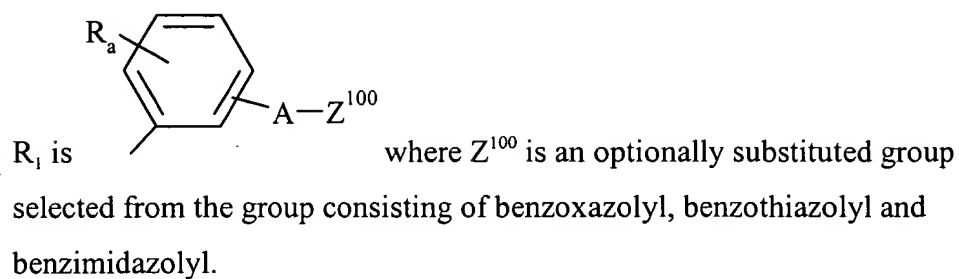 Rₐ
A—Z¹⁰⁰
R₁ is where Z¹⁰⁰ is an optionally substituted group
selected from the group consisting of benzoxazolyl, benzothiazolyl and
benzimidazolyl.